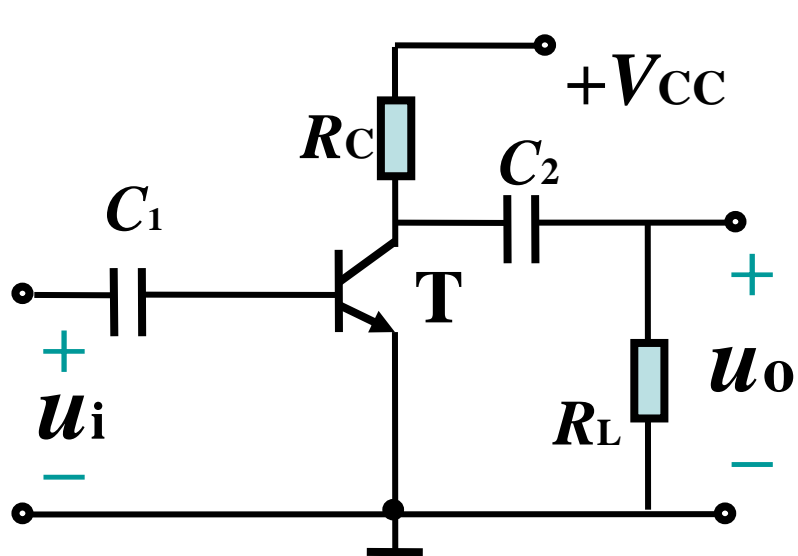 +VCC
RC
C2
C1
T
+
+
uo
ui
RL
−
−